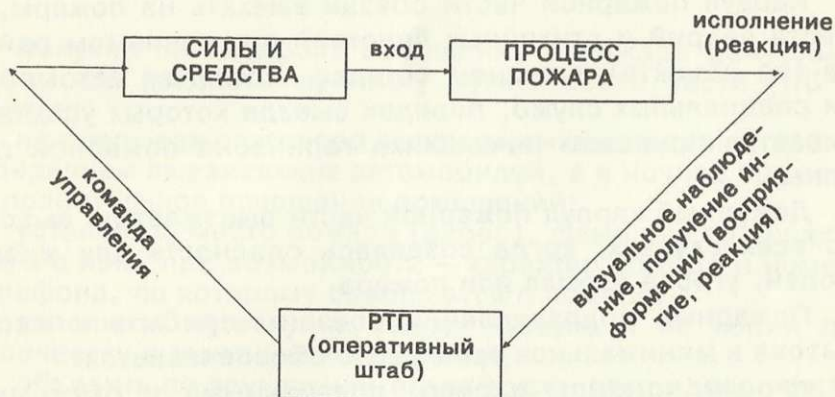 исполнение
(реакция)
СИЛЫ И
СРЕДСТВА
вход
ПРОЦЕСС
ПОЖАРА
команда
управления
визуальное наблюде-
ние, получение ин-
формации (восприя-
тие, реакция)
РТП
(оперативный
штаб)